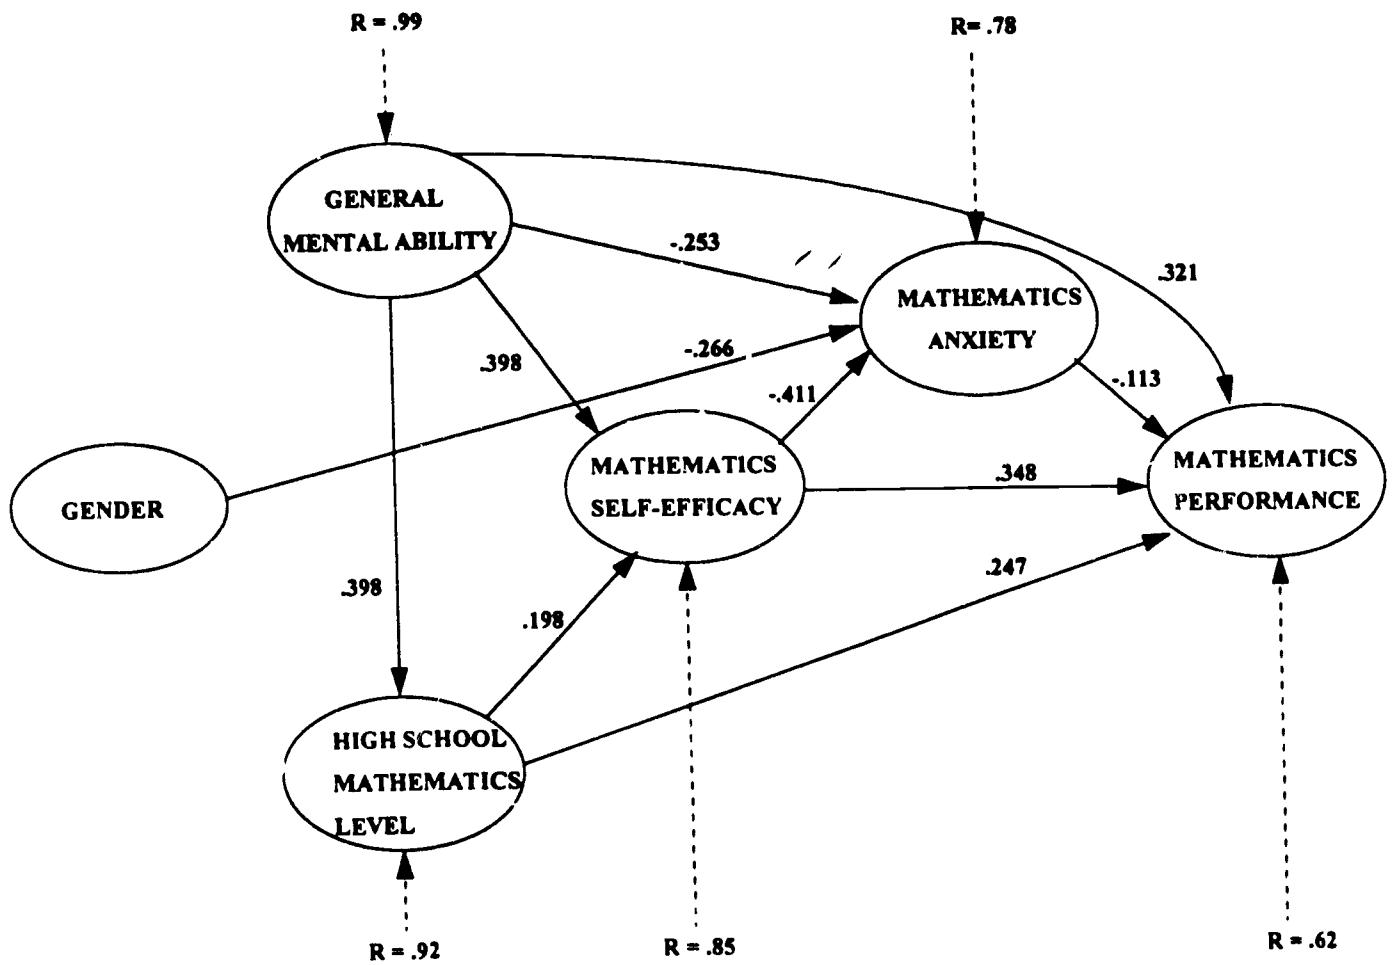 R = .99
R= .78
GENERAL
MENTAL ABILITY
-.253
.321
MATHEMATICS
ANXIETY
-.266
.398
-.411
-.113
MATHEMATICS
SELF-EFFICACY
.348
MATHEMATICS
PERFORMANCE
GENDER
.398
.198
.247
HIGH SCHOOL
MATHEMATICS
LEVEL
R = .92
R = .85
R = .62